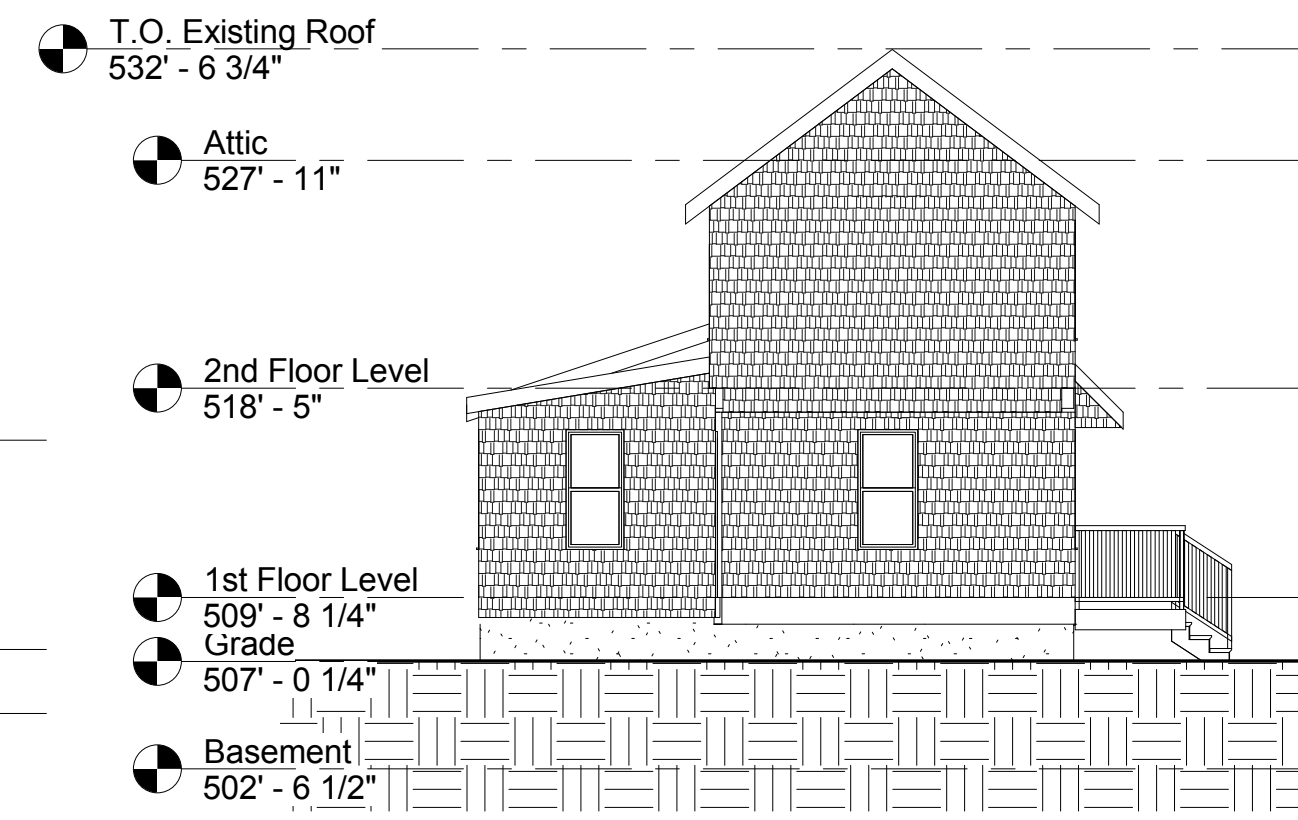 T.O. Existing Roof
532' - 6 3/4"
Attic
527' - 11"
2nd Floor Level
518' - 5"
1st Floor Level
509' - 8 1/4"
Grade
507' - 0 1/4"
Basement
502' - 6 1/2"